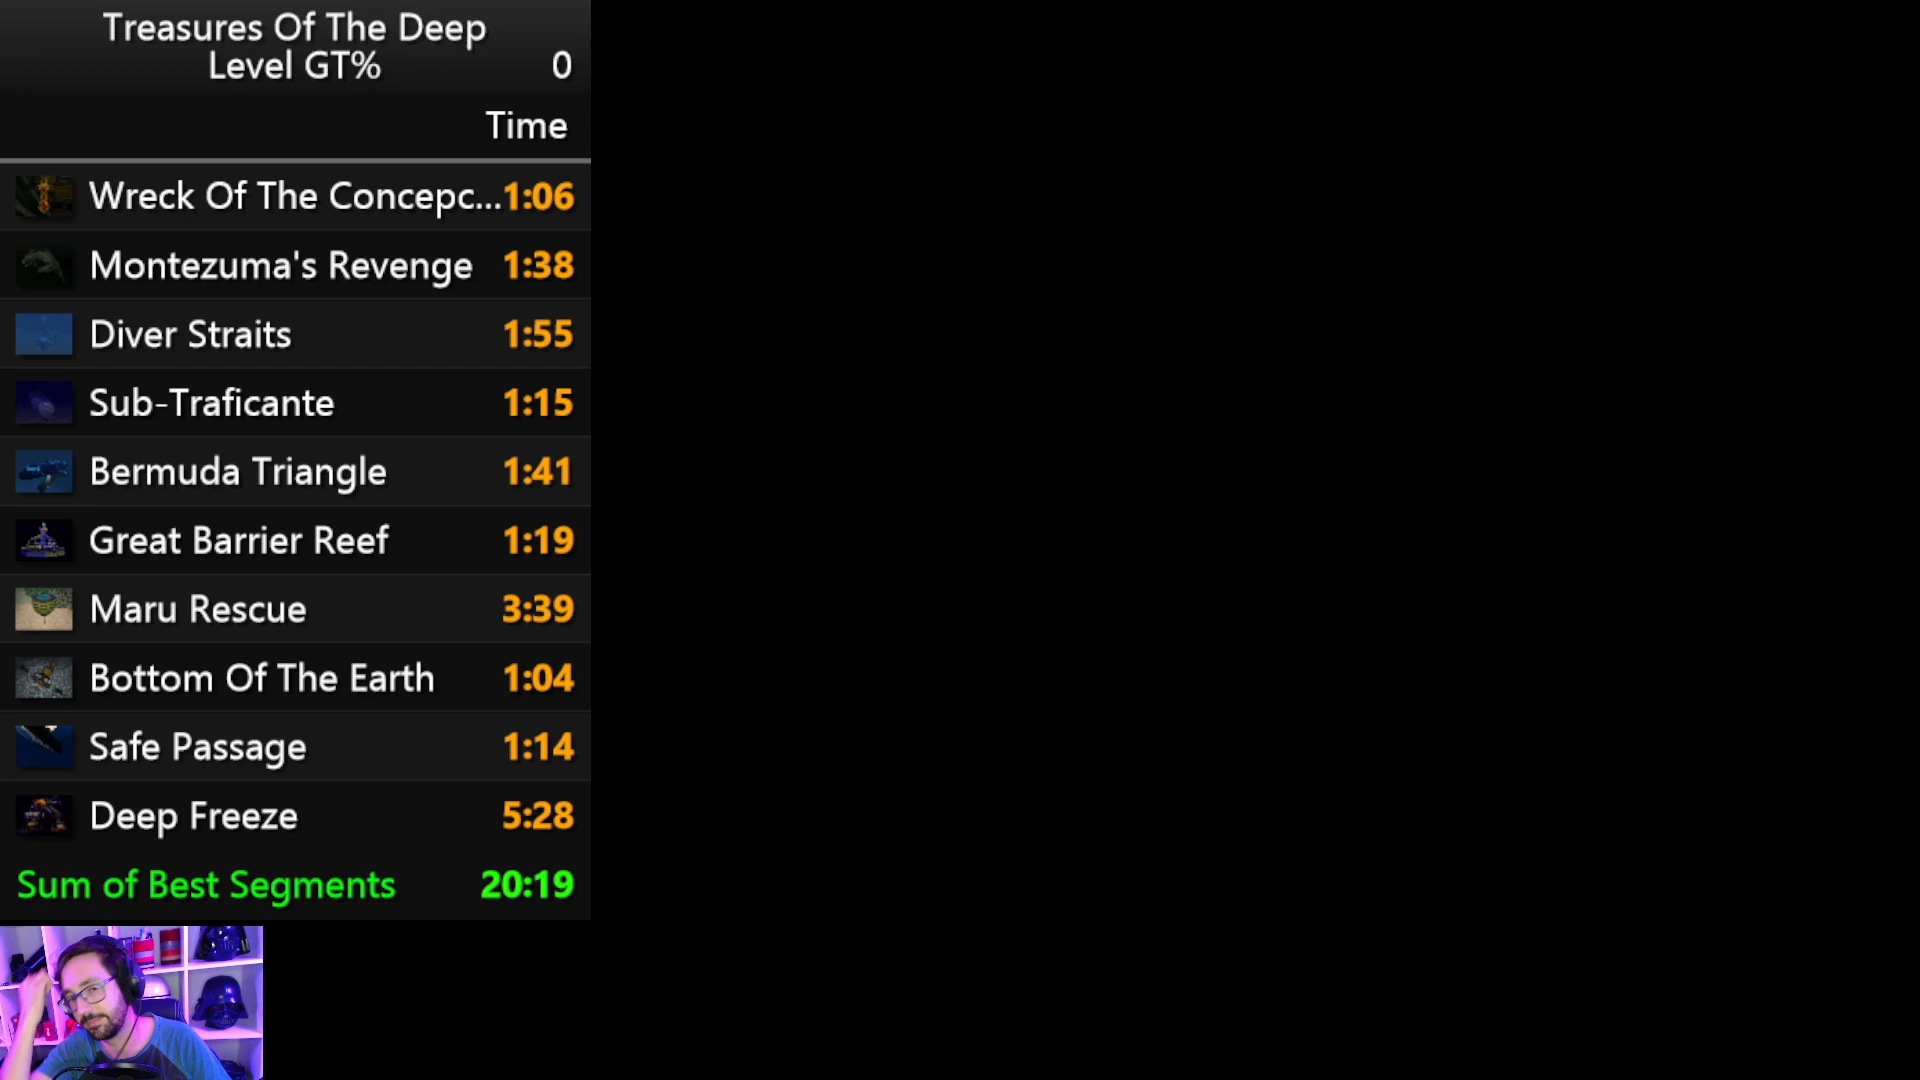 Treasures Of The Deep
Level GT% 0
Time
Wreck Of The Concepc... 1:06
Montezuma's Revenge 1:38
Diver Straits 1:55
Sub-Traficante 1:15
Bermuda Triangle 1:41
Great Barrier Reef 1:19
Maru Rescue 3:39
Bottom Of The Earth 1:04
Safe Passage 1:14
Deep Freeze 5:28
Sum of Best Segments 20:19